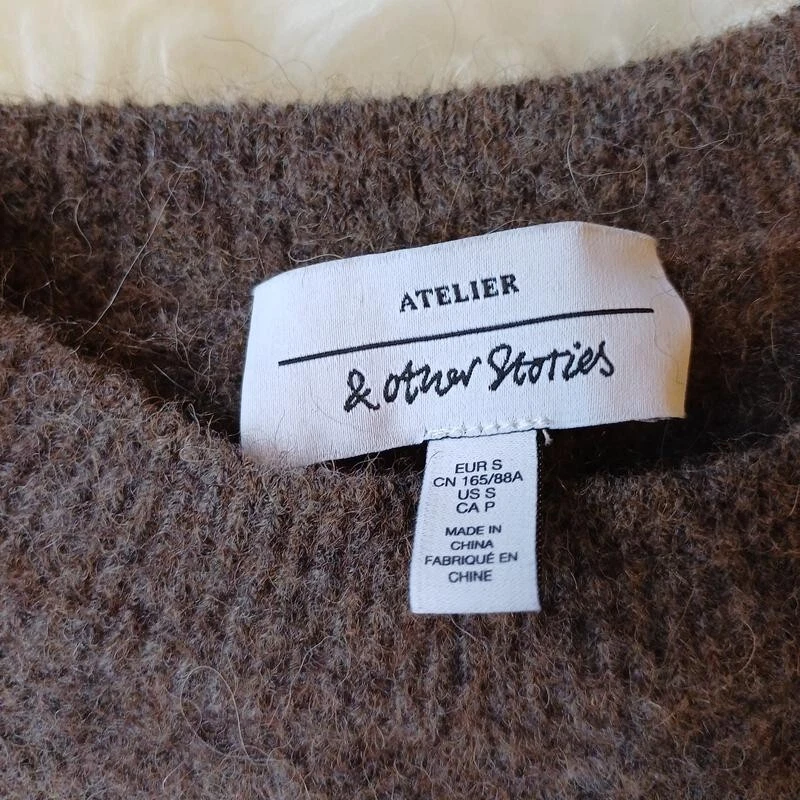 ATELIER
& other Stories
EUR S
CN 165/88A
US S
CA P
MADE IN
CHINA
FABRIQUÉ EN
CHINE